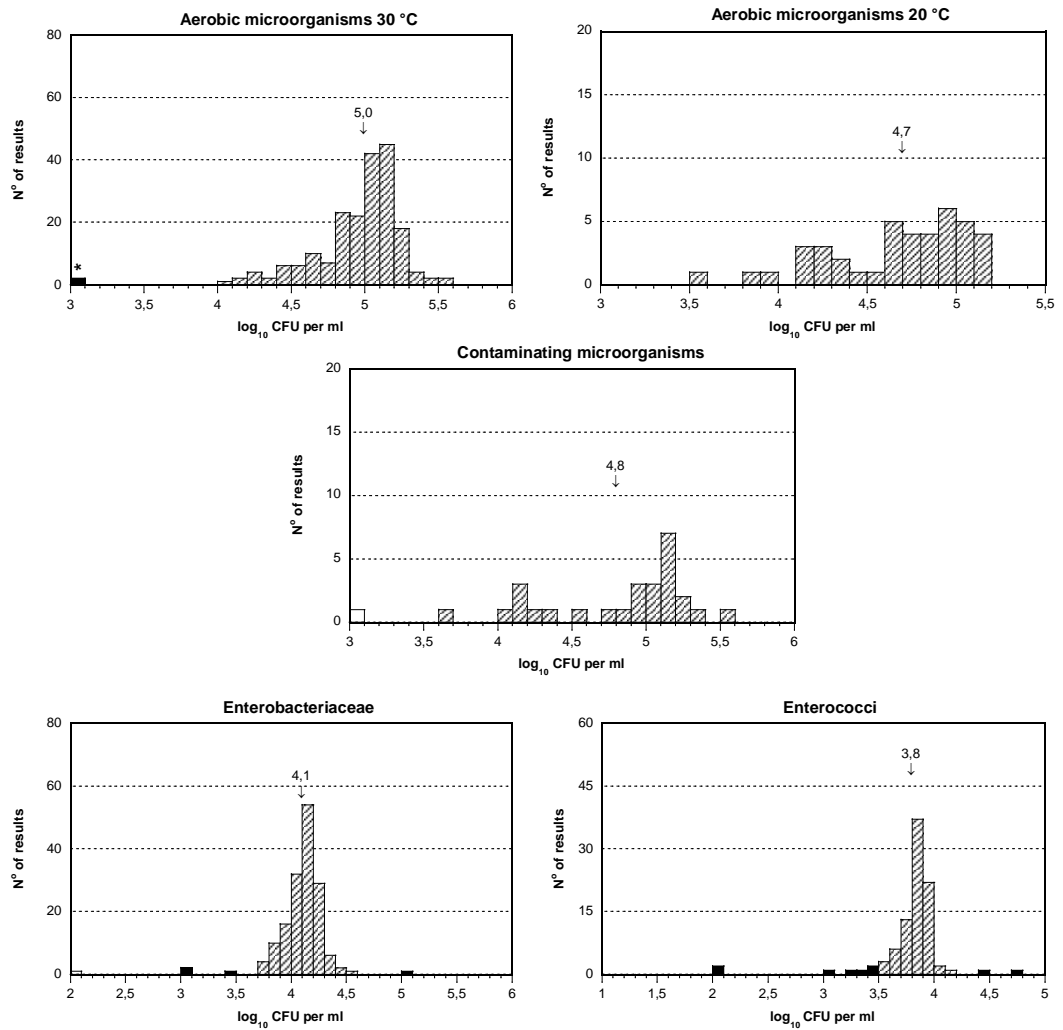 Aerobic microorganisms 30 °C
80
60
40
20
0
N° of results
5,0
↓
*
3 3,5 4 4,5 5 5,5 6
log₁₀ CFU per ml
Aerobic microorganisms 20 °C
20
15
10
5
0
N° of results
4,7
↓
3 3,5 4 4,5 5 5,5
log₁₀ CFU per ml
Contaminating microorganisms
20
15
10
5
0
N° of results
4,8
↓
3 3,5 4 4,5 5 5,5 6
log₁₀ CFU per ml
Enterobacteriaceae
80
60
40
20
0
N° of results
4,1
↓
2 2,5 3 3,5 4 4,5 5 5,5 6
log₁₀ CFU per ml
Enterococci
60
45
30
15
0
N° of results
3,8
↓
1 1,5 2 2,5 3 3,5 4 4,5 5
log₁₀ CFU per ml